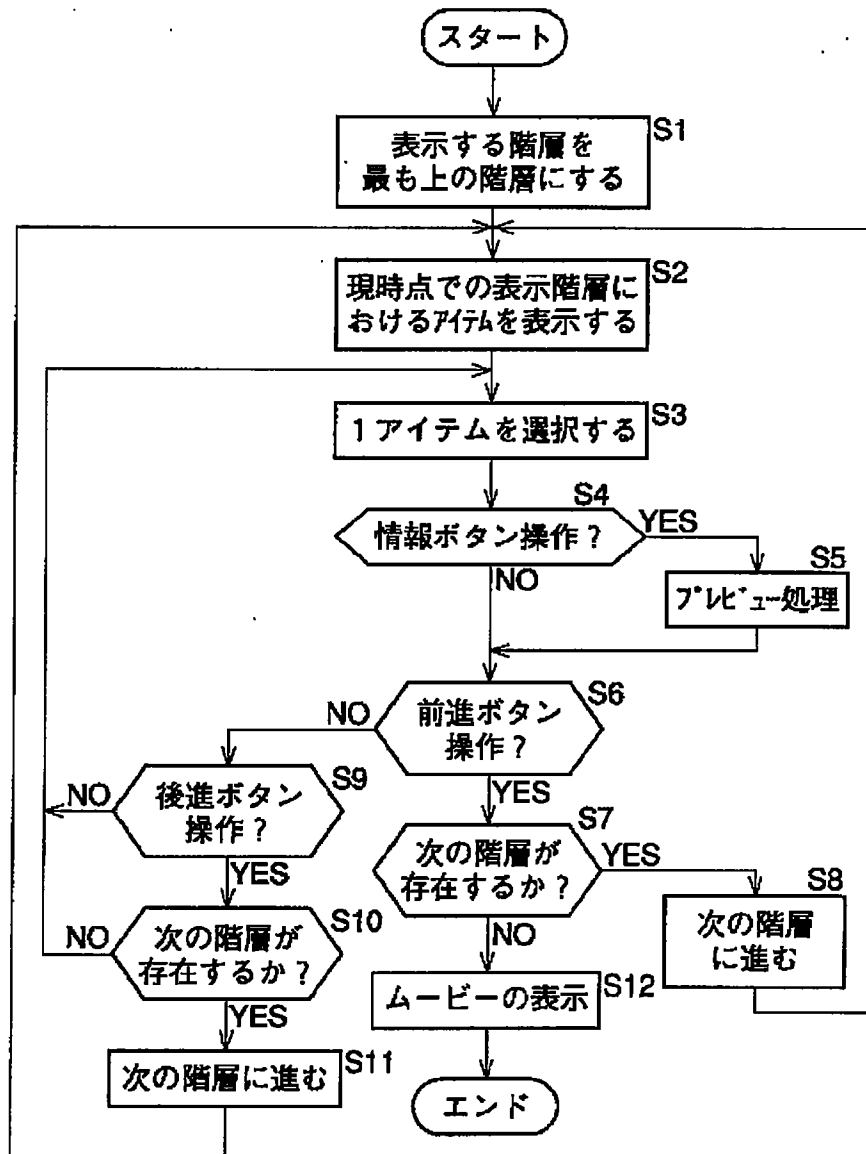 スタート
S1
表示する階層を
最も上の階層にする
S2
現時点での表示階層に
おけるアイテムを表示する
S3
1アイテムを選択する
S4
情報ボタン操作?
YES
NO
S5
プレビュー処理
S6
前進ボタン
操作?
NO
YES
S9
後進ボタン
操作?
NO
YES
S7
次の階層が
存在するか?
YES
NO
S8
次の階層
に進む
S10
次の階層が
存在するか?
NO
YES
S12
ムービーの表示
S11
次の階層に進む
エンド